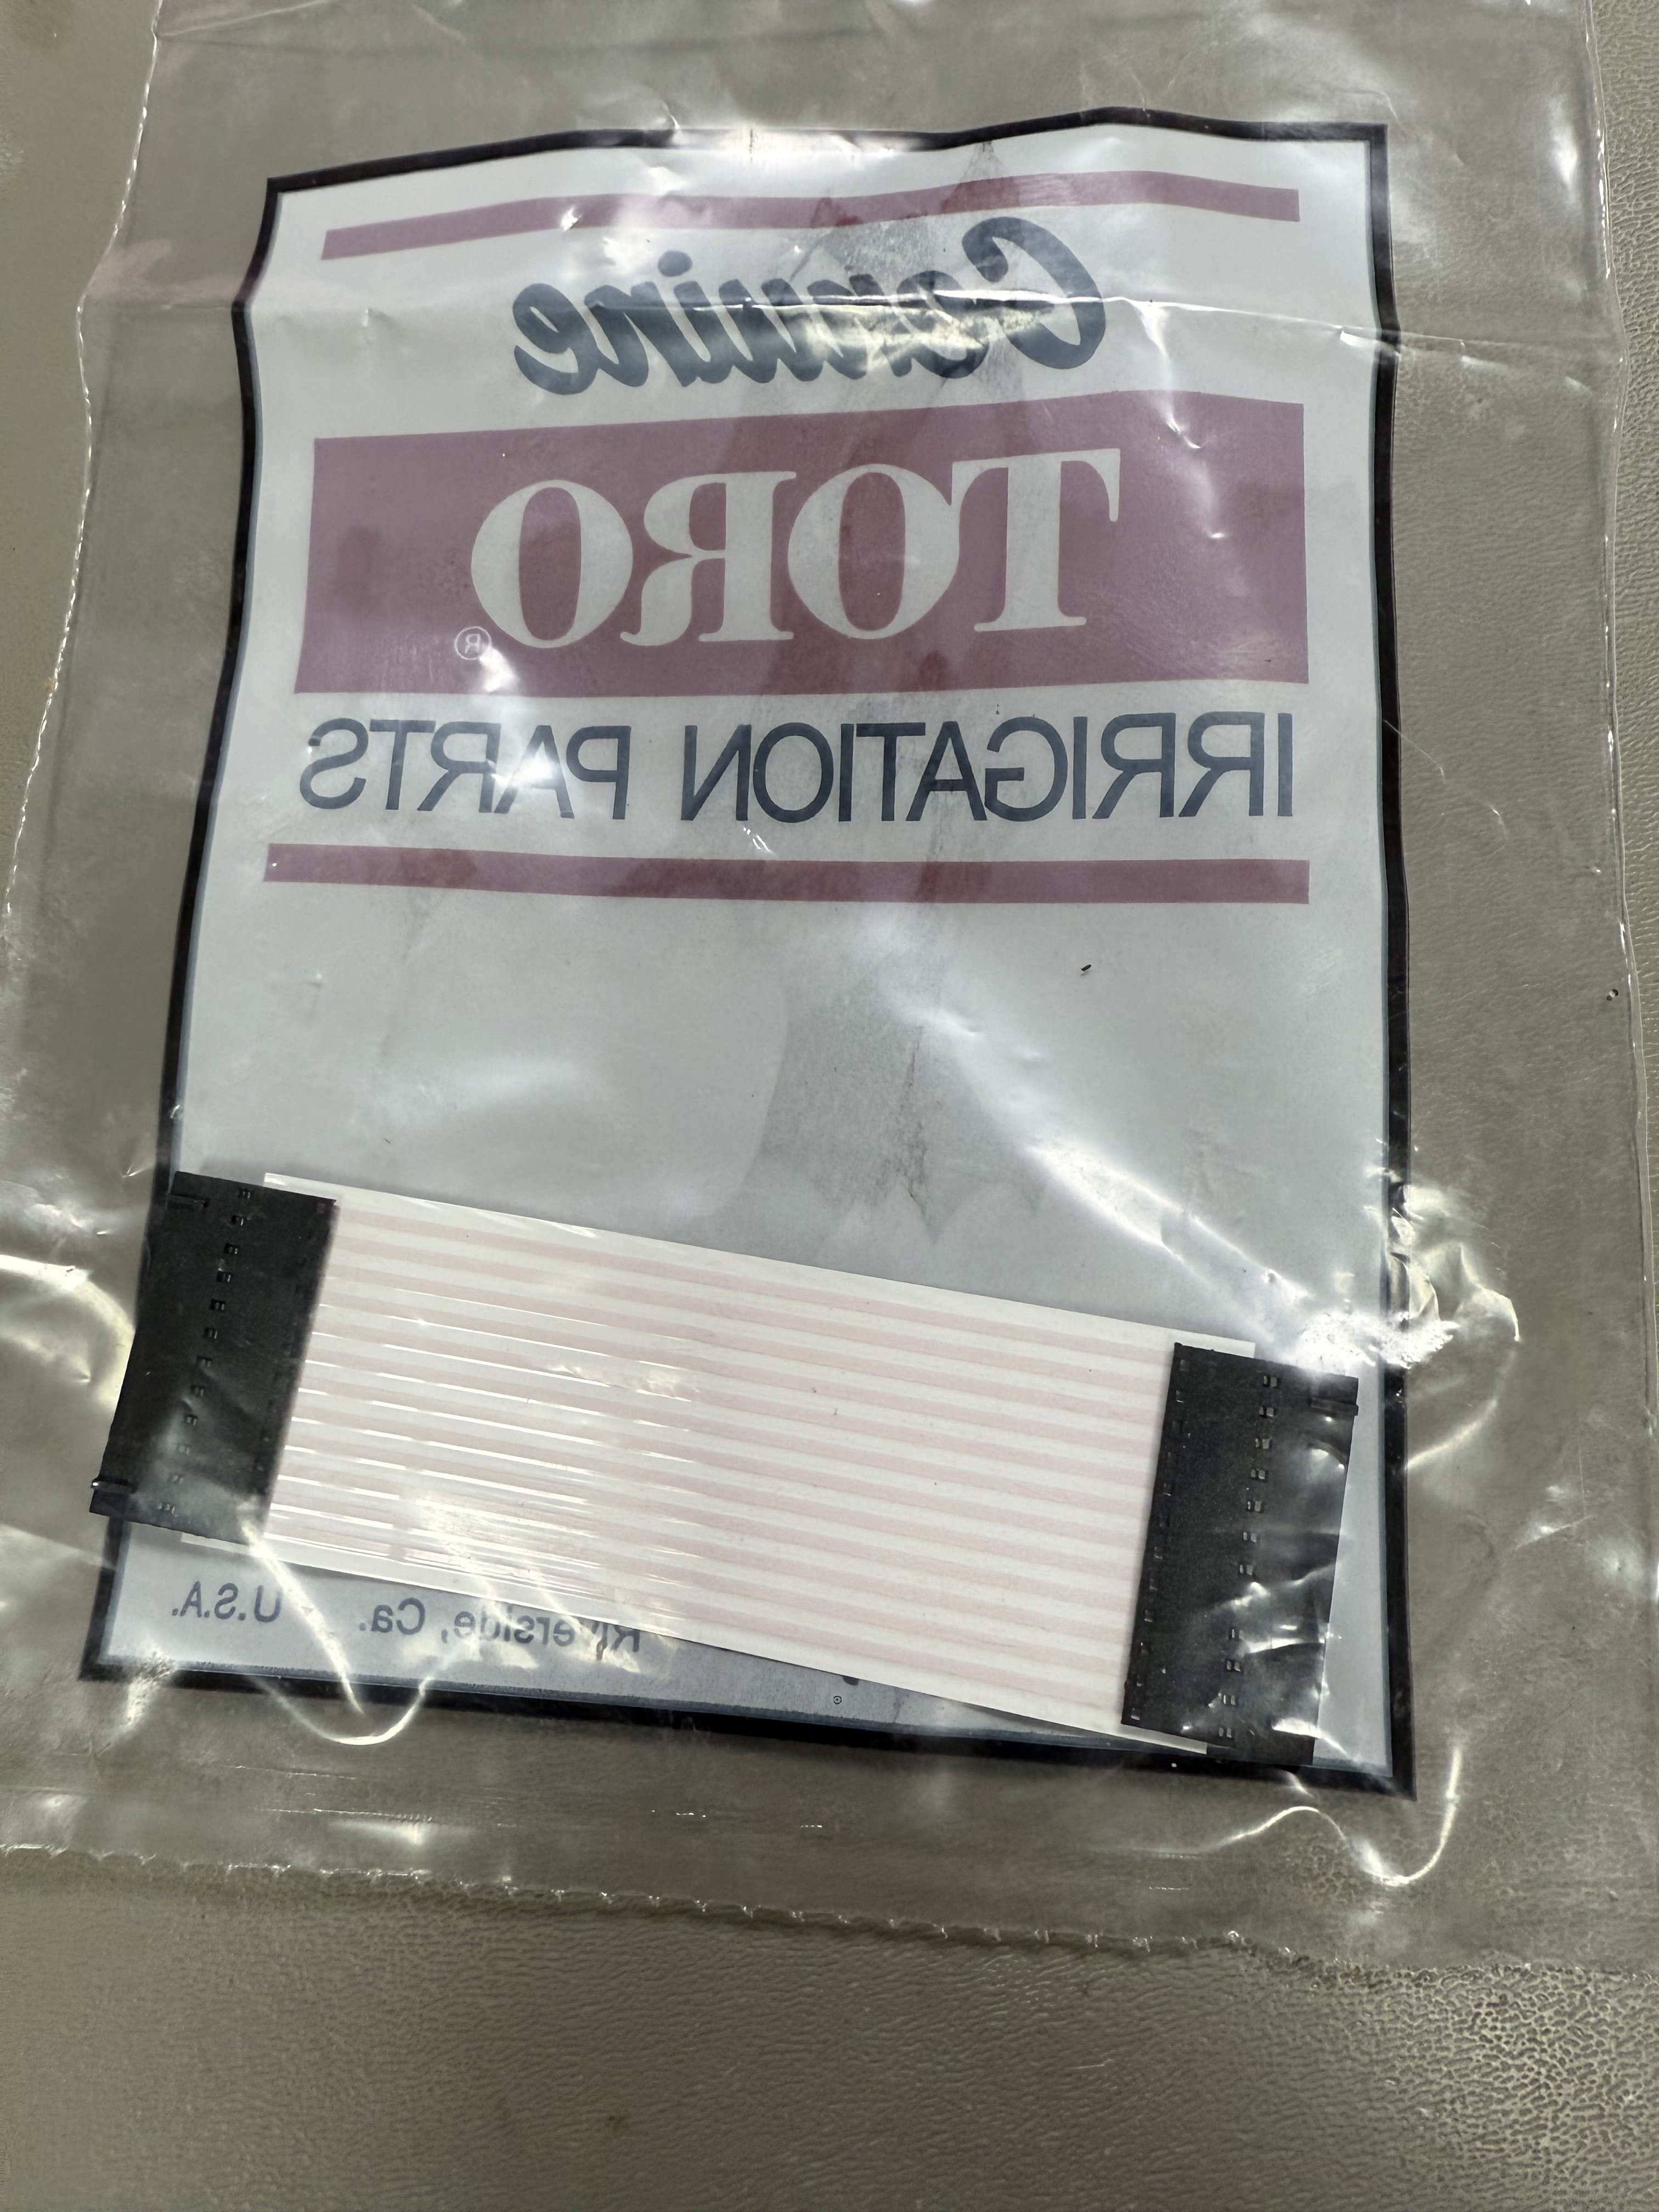 Genuine
TORO®
IRRIGATION PARTS
Riverside, Ca. U.S.A.